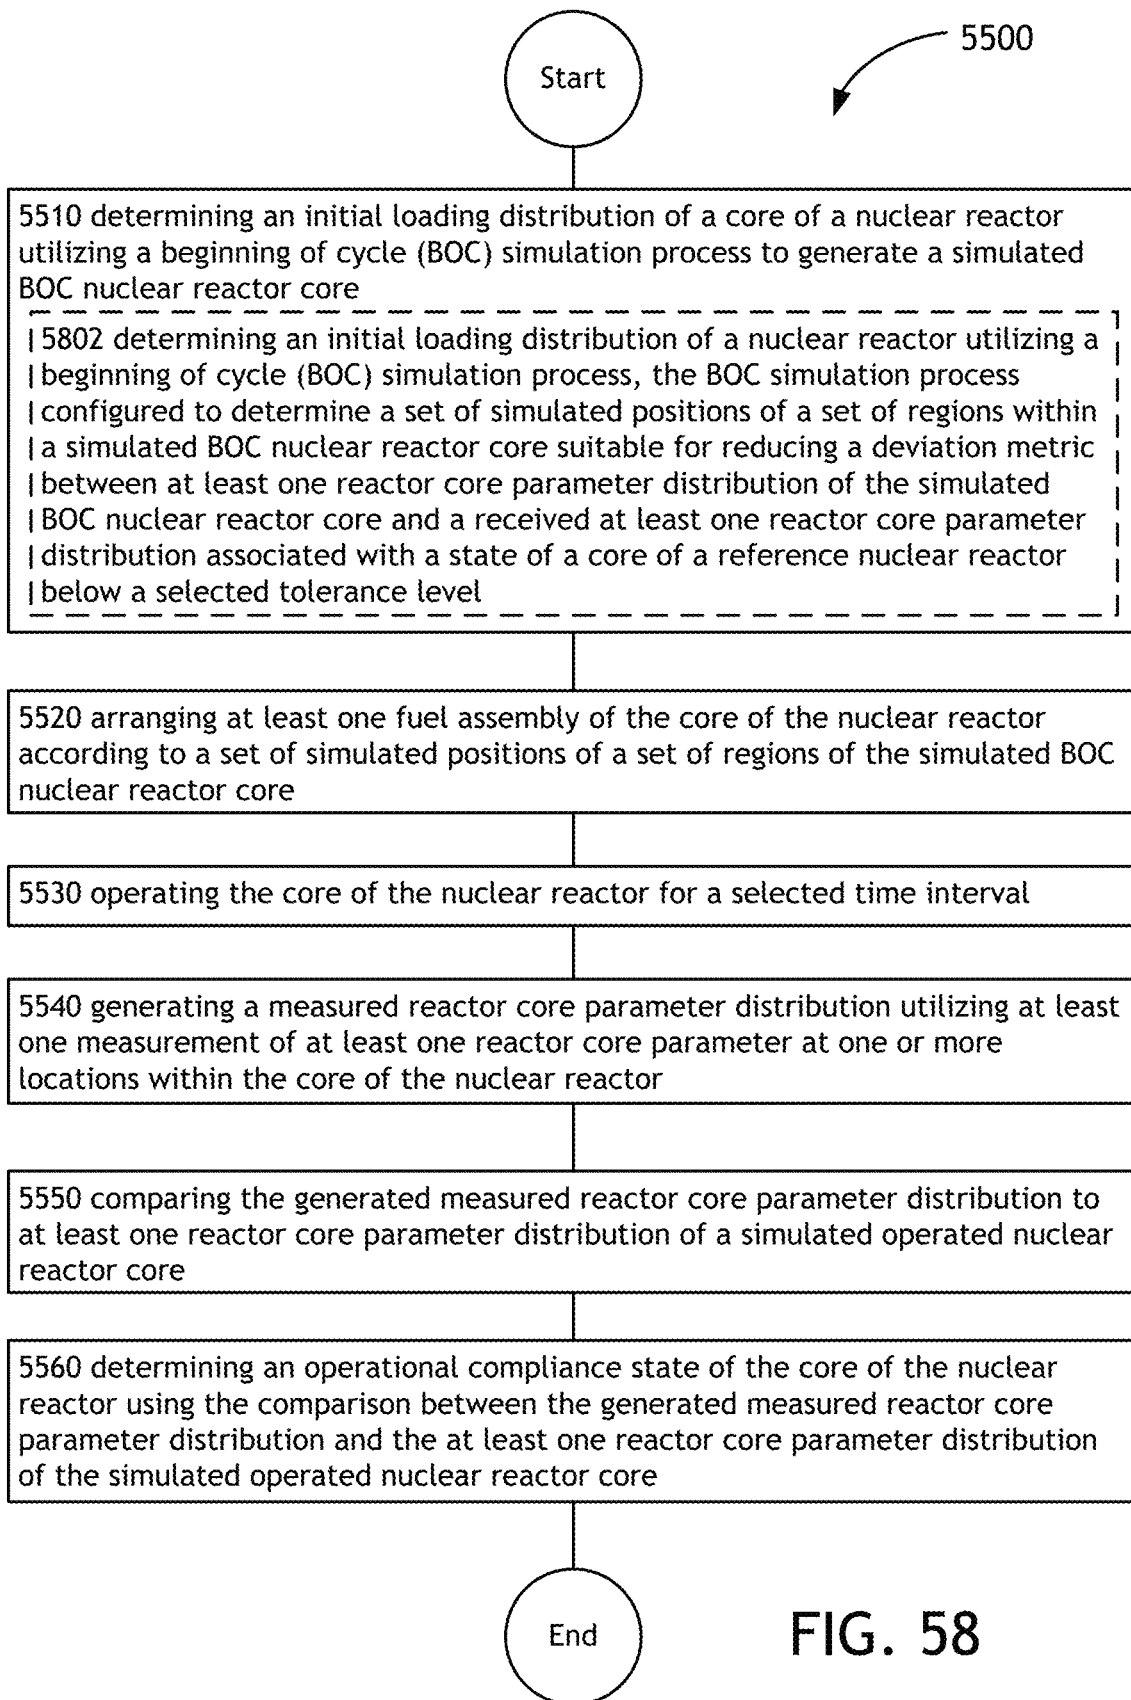 5500
Start
5510 determining an initial loading distribution of a core of a nuclear reactor
utilizing a beginning of cycle (BOC) simulation process to generate a simulated
BOC nuclear reactor core
5802 determining an initial loading distribution of a nuclear reactor utilizing a
beginning of cycle (BOC) simulation process, the BOC simulation process
configured to determine a set of simulated positions of a set of regions within
a simulated BOC nuclear reactor core suitable for reducing a deviation metric
between at least one reactor core parameter distribution of the simulated
BOC nuclear reactor core and a received at least one reactor core parameter
distribution associated with a state of a core of a reference nuclear reactor
below a selected tolerance level
5520 arranging at least one fuel assembly of the core of the nuclear reactor
according to a set of simulated positions of a set of regions of the simulated BOC
nuclear reactor core
5530 operating the core of the nuclear reactor for a selected time interval
5540 generating a measured reactor core parameter distribution utilizing at least
one measurement of at least one reactor core parameter at one or more
locations within the core of the nuclear reactor
5550 comparing the generated measured reactor core parameter distribution to
at least one reactor core parameter distribution of a simulated operated nuclear
reactor core
5560 determining an operational compliance state of the core of the nuclear
reactor using the comparison between the generated measured reactor core
parameter distribution and the at least one reactor core parameter distribution
of the simulated operated nuclear reactor core
End
FIG. 58